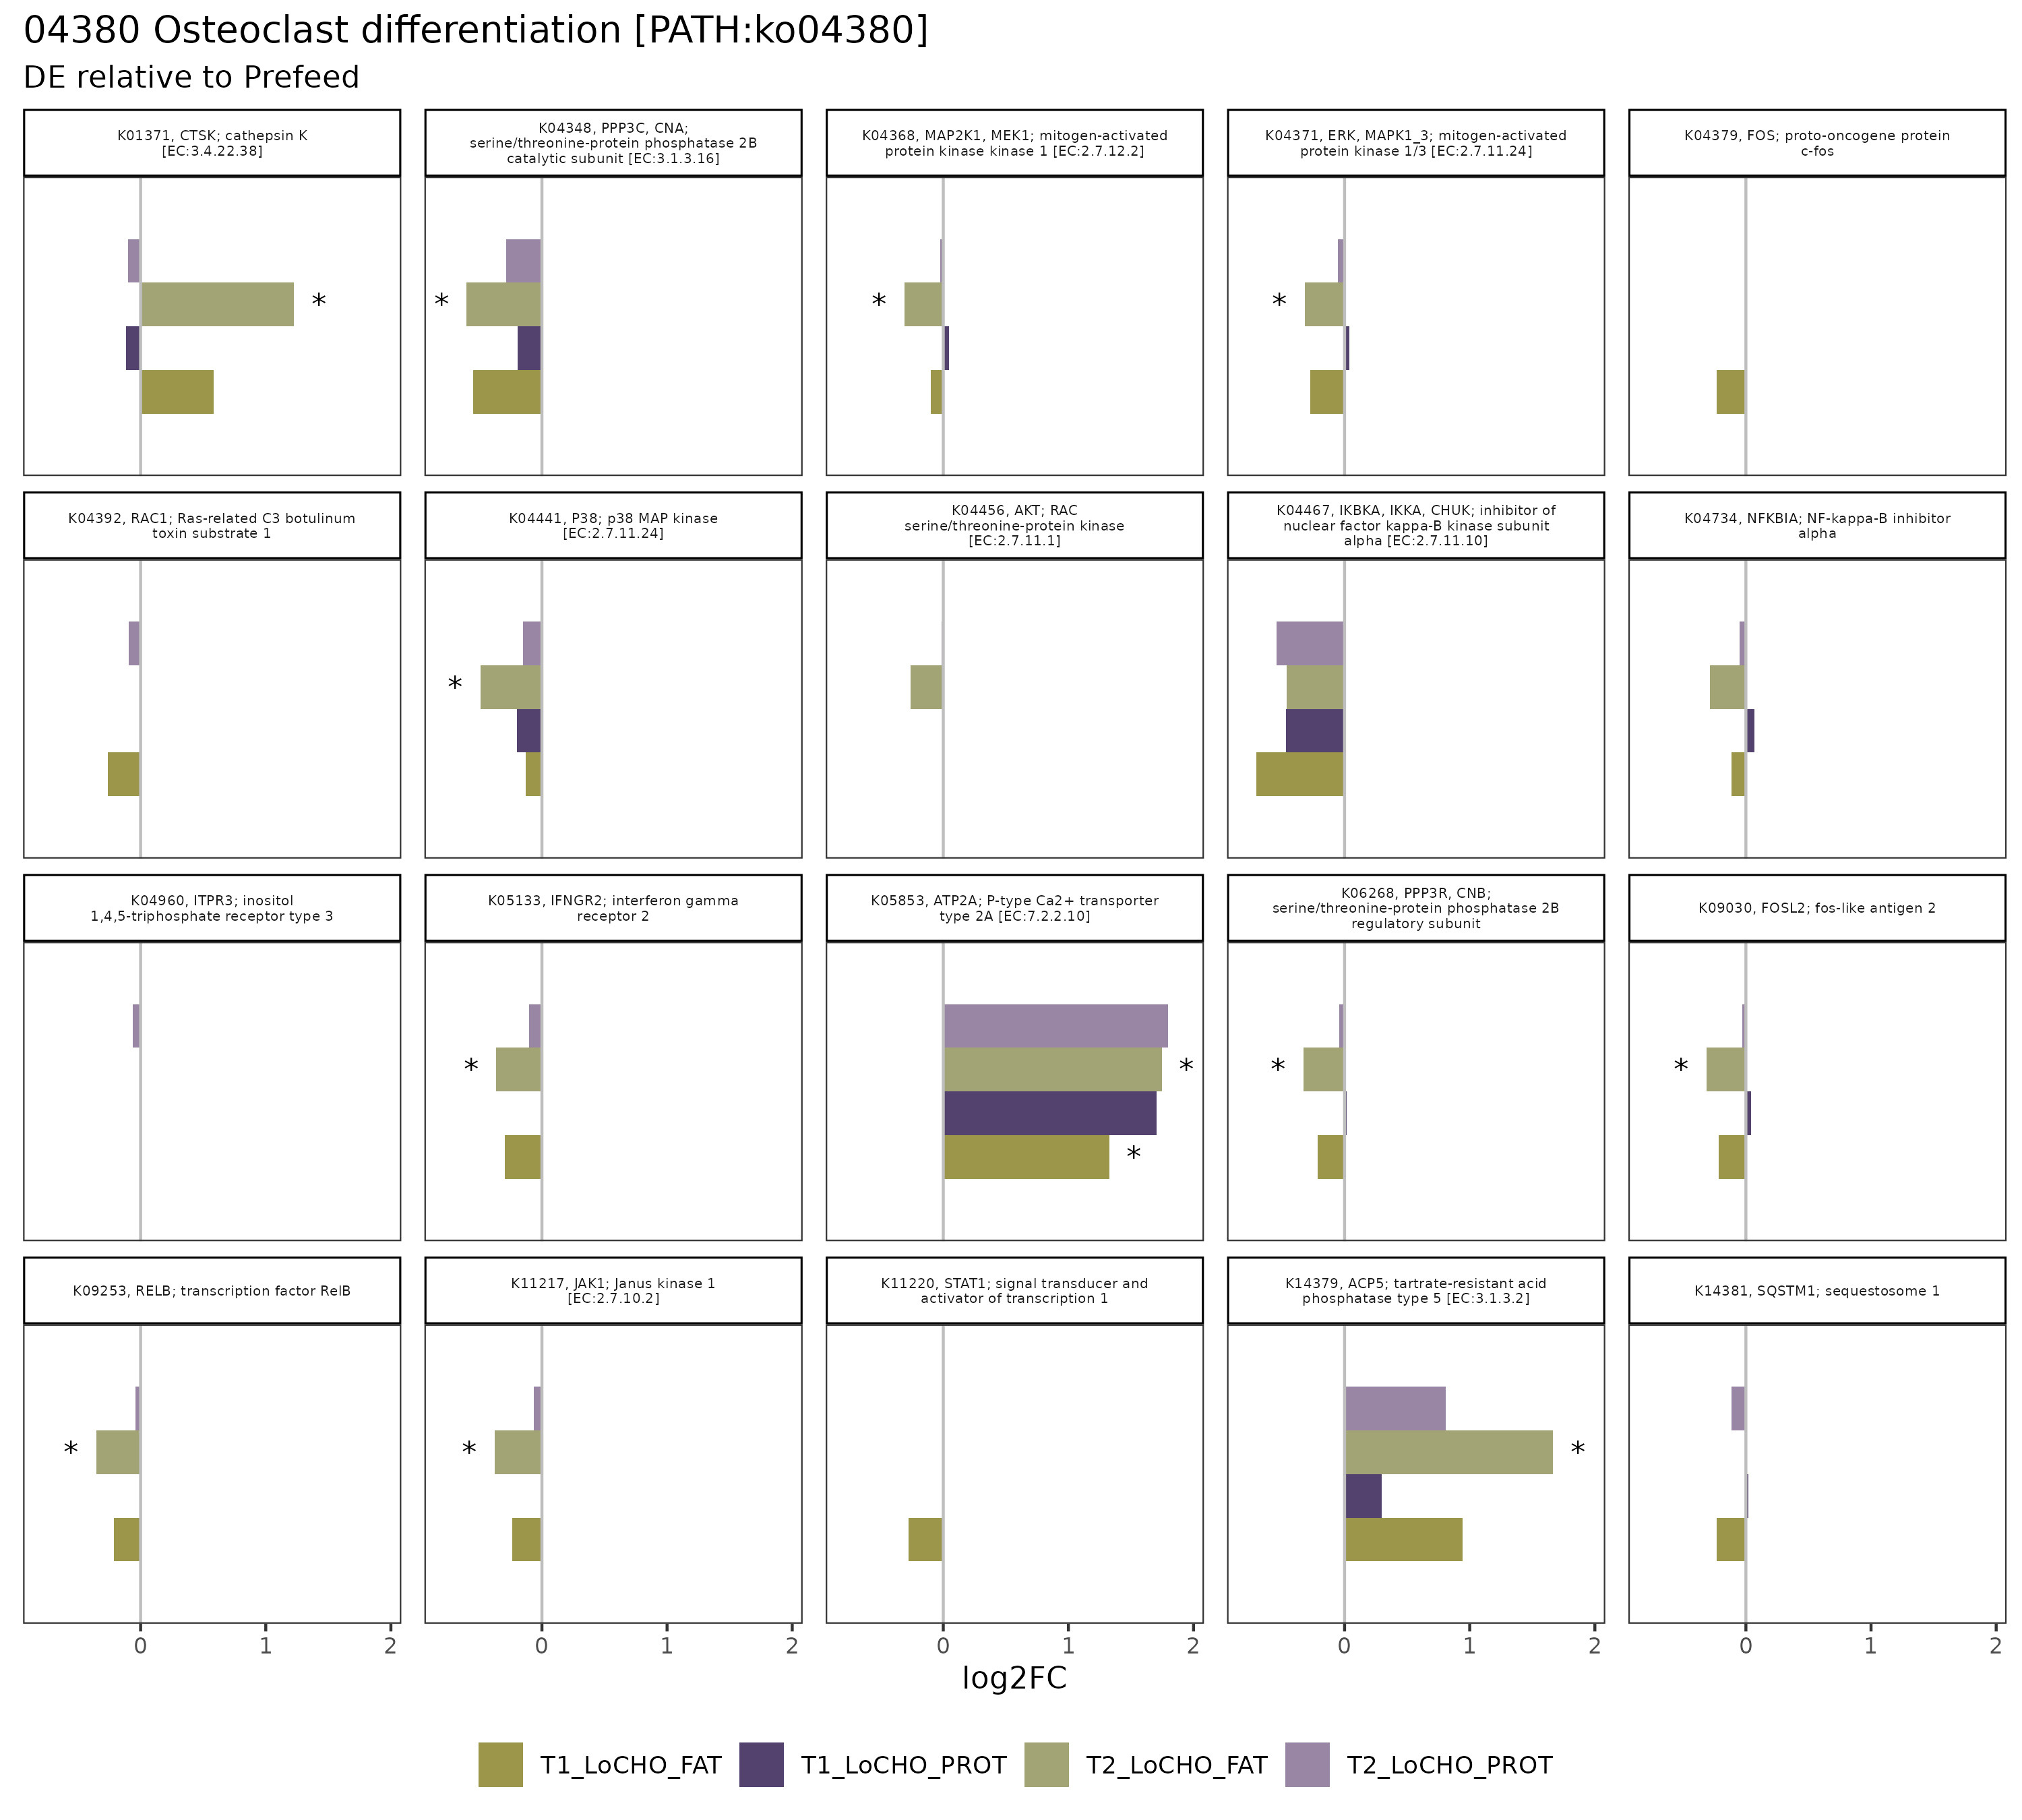 04380 Osteoclast differentiation [PATH:ko04380]
DE relative to Prefeed
K01371, CTSK; cathepsin K
[EC:3.4.22.38]
K04348, PPP3C, CNA;
serine/threonine-protein phosphatase 2B
catalytic subunit [EC:3.1.3.16]
K04368, MAP2K1, MEK1; mitogen-activated
protein kinase kinase 1 [EC:2.7.12.2]
K04371, ERK, MAPK1_3; mitogen-activated
protein kinase 1/3 [EC:2.7.11.24]
K04379, FOS; proto-oncogene protein
c-fos
*
*
*
*
K04392, RAC1; Ras-related C3 botulinum
toxin substrate 1
K04441, P38; p38 MAP kinase
[EC:2.7.11.24]
K04456, AKT; RAC
serine/threonine-protein kinase
[EC:2.7.11.1]
K04467, IKBKA, IKKA, CHUK; inhibitor of
nuclear factor kappa-B kinase subunit
alpha [EC:2.7.11.10]
K04734, NFKBIA; NF-kappa-B inhibitor
alpha
*
K04960, ITPR3; inositol
1,4,5-triphosphate receptor type 3
K05133, IFNGR2; interferon gamma
receptor 2
K05853, ATP2A; P-type Ca2+ transporter
type 2A [EC:7.2.2.10]
K06268, PPP3R, CNB;
serine/threonine-protein phosphatase 2B
regulatory subunit
K09030, FOSL2; fos-like antigen 2
*
*
*
*
*
K09253, RELB; transcription factor RelB
K11217, JAK1; Janus kinase 1
[EC:2.7.10.2]
K11220, STAT1; signal transducer and
activator of transcription 1
K14379, ACP5; tartrate-resistant acid
phosphatase type 5 [EC:3.1.3.2]
K14381, SQSTM1; sequestosome 1
*
*
*
0 1 2
0 1 2
0 1 2
0 1 2
0 1 2
log2FC
T1_LoCHO_FAT
T1_LoCHO_PROT
T2_LoCHO_FAT
T2_LoCHO_PROT